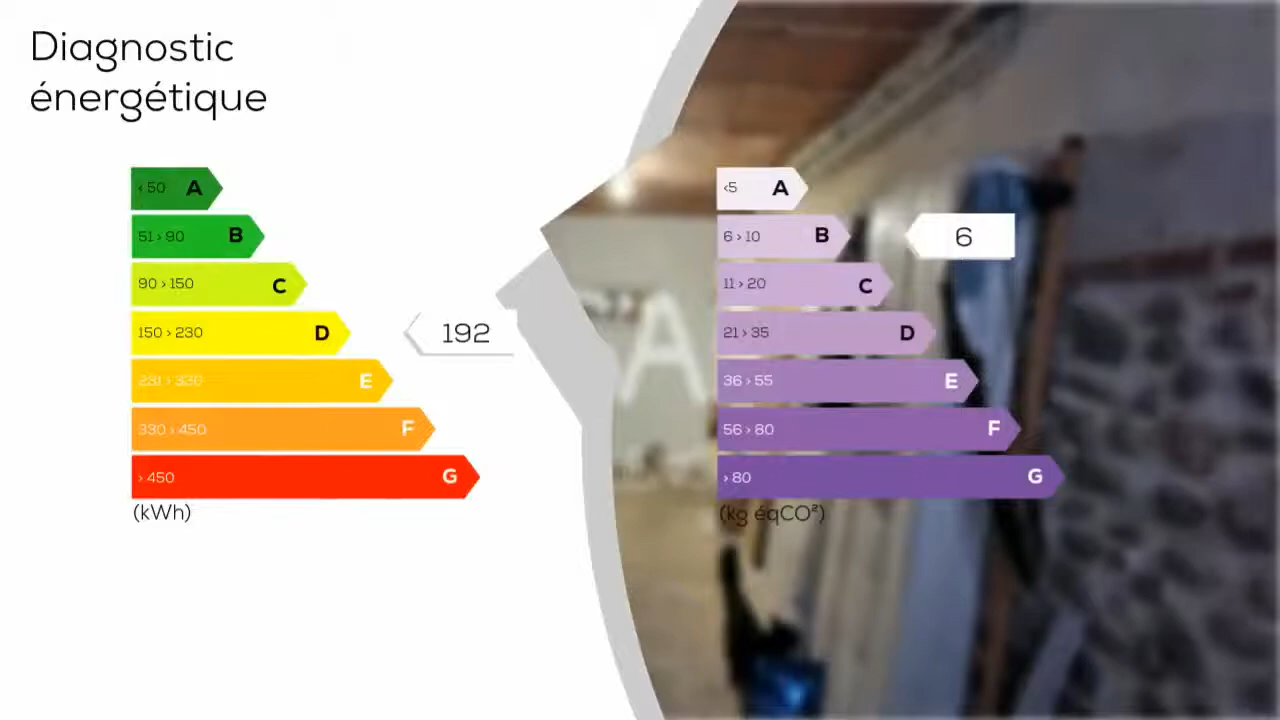 Diagnostic
énergétique
< 50 A
51 > 90 B
90 > 150 C
150 > 230 D
231 > 330 E
330 > 450 F
> 450 G
(kWh)
192
A
<5 A
6 > 10 B
11 > 20 C
21 > 35 D
36 > 55 E
56 > 80 F
> 80 G
(kg éqCO²)
6